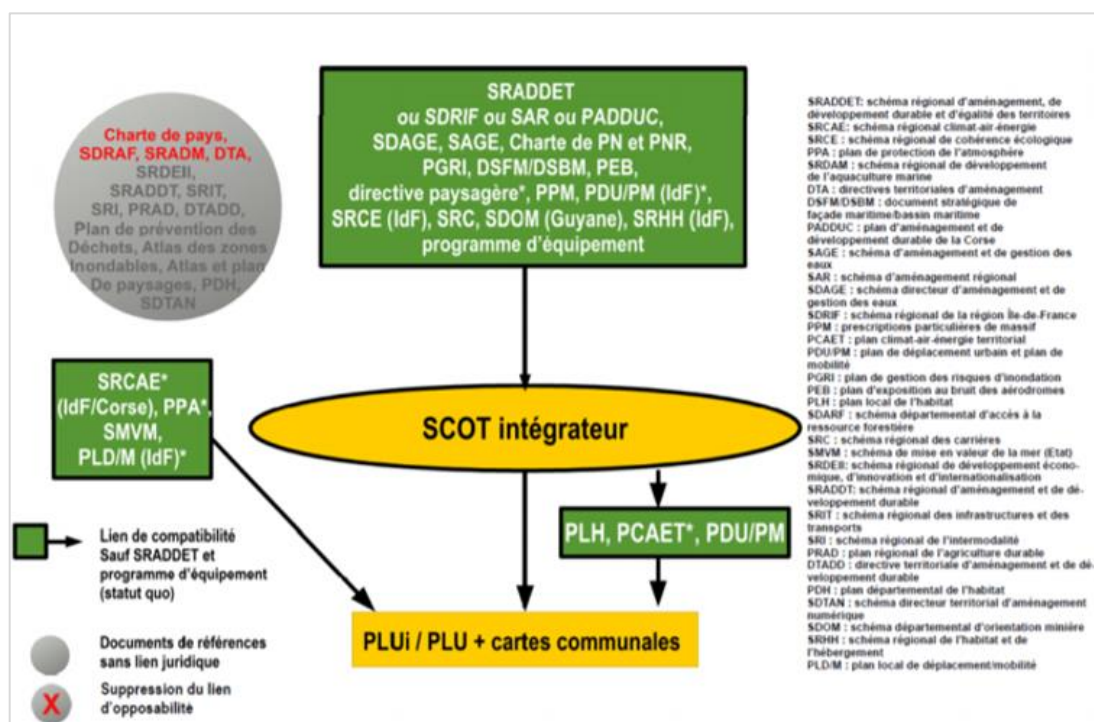 Charte de pays,
SDRAF, SRADM, DTA,
SRDEII,
SRADDT, SRIT,
SRI, PRAD, DTADD,
Plan de prévention des
Déchets, Atlas des zones
Inondables, Atlas et plan
De paysages, PDH,
SDTAN
SRADDET
ou SDRIF ou SAR ou PADDUC,
SDAGE, SAGE, Charte de PN et PNR,
PGRI, DSFM/DSBM, PEB,
directive paysagère*, PPM, PDU/PM (IdF)*,
SRCE (IdF), SRC, SDOM (Guyane), SRHH (IdF),
programme d'équipement
SRCAE*
(IdF/Corse), PPA*,
SMVM,
PLD/M (IdF)*
SCOT intégrateur
PLH, PCAET*, PDU/PM
PLUi / PLU + cartes communales
Lien de compatibilité
Sauf SRADDET et
programme d'équipement
(statut quo)
Documents de références
sans lien juridique
X
Suppression du lien
d'opposabilité
SRADDET: schéma régional d'aménagement, de
développement durable et d'égalité des territoires
SRCAE: schéma régional climat-air-énergie
SRCE : schéma régional de cohérence écologique
PPA : plan de protection de l'atmosphère
SRDAM : schéma régional de développement
de l'aquaculture marine
DTA : directives territoriales d'aménagement
DSFM/DSBM : document stratégique de
façade maritime/bassin maritime
PADDUC : plan d'aménagement et de
développement durable de la Corse
SAGE : schéma d'aménagement et de gestion des
eaux
SAR : schéma d'aménagement régional
SDAGE : schéma directeur d'aménagement et de
gestion des eaux
SDRIF : schéma régional de la région Île-de-France
PPM : prescriptions particulières de massif
PCAET : plan climat-air-énergie territorial
PDU/PM : plan de déplacement urbain et plan de
mobilité
PGRI : plan de gestion des risques d'inondation
PEB : plan d'exposition au bruit des aérodromes
PLH : plan local de l'habitat
SDARF : schéma départemental d'accès à la
ressource forestière
SRC : schéma régional des carrières
SMVM : schéma de mise en valeur de la mer (Etat)
SRDEII: schéma régional de développement écono-
mique, d'innovation et d'internationalisation
SRADDT: schéma régional d'aménagement et de dé-
veloppement durable
SRIT : schéma régional des infrastructures et des
transports
SRI : schéma régional de l'intermodalité
PRAD : plan régional de l'agriculture durable
DTADD : directive territoriale d'aménagement et de dé-
veloppement durable
PDH : plan départemental de l'habitat
SDTAN : schéma directeur territorial d'aménagement
numérique
SDOM : schéma départemental d'orientation minière
SRHH : schéma régional de l'habitat et de
l'hébergement
PLD/M : plan local de déplacement/mobilité